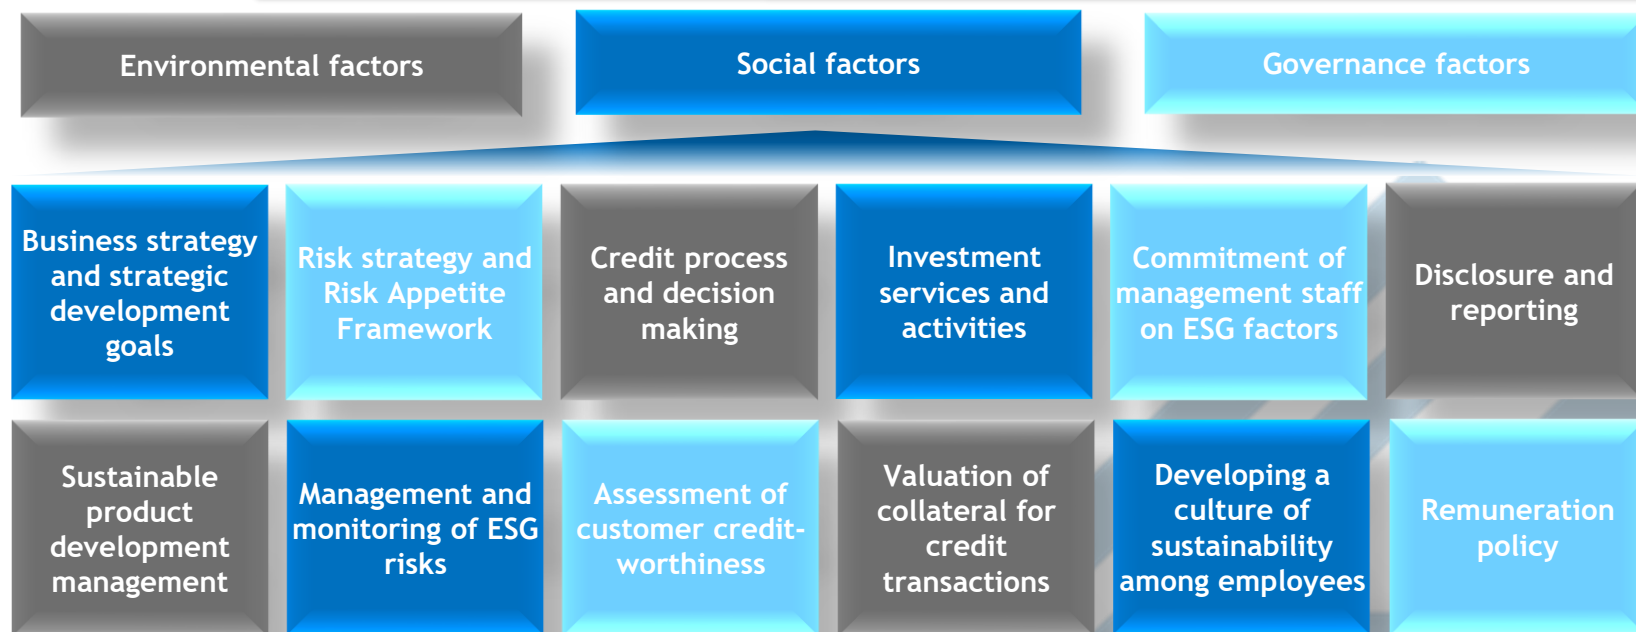 Environmental factors
Social factors
Governance factors
Business strategy
and strategic
development
goals
Risk strategy and
Risk Appetite
Framework
Credit process
and decision
making
Investment
services and
activities
Commitment of
management staff
on ESG factors
Disclosure and
reporting
Sustainable
product
development
management
Management and
monitoring of ESG
risks
Assessment of
customer credit-
worthiness
Valuation of
collateral for
credit
transactions
Developing a
culture of
sustainability
among employees
Remuneration
policy